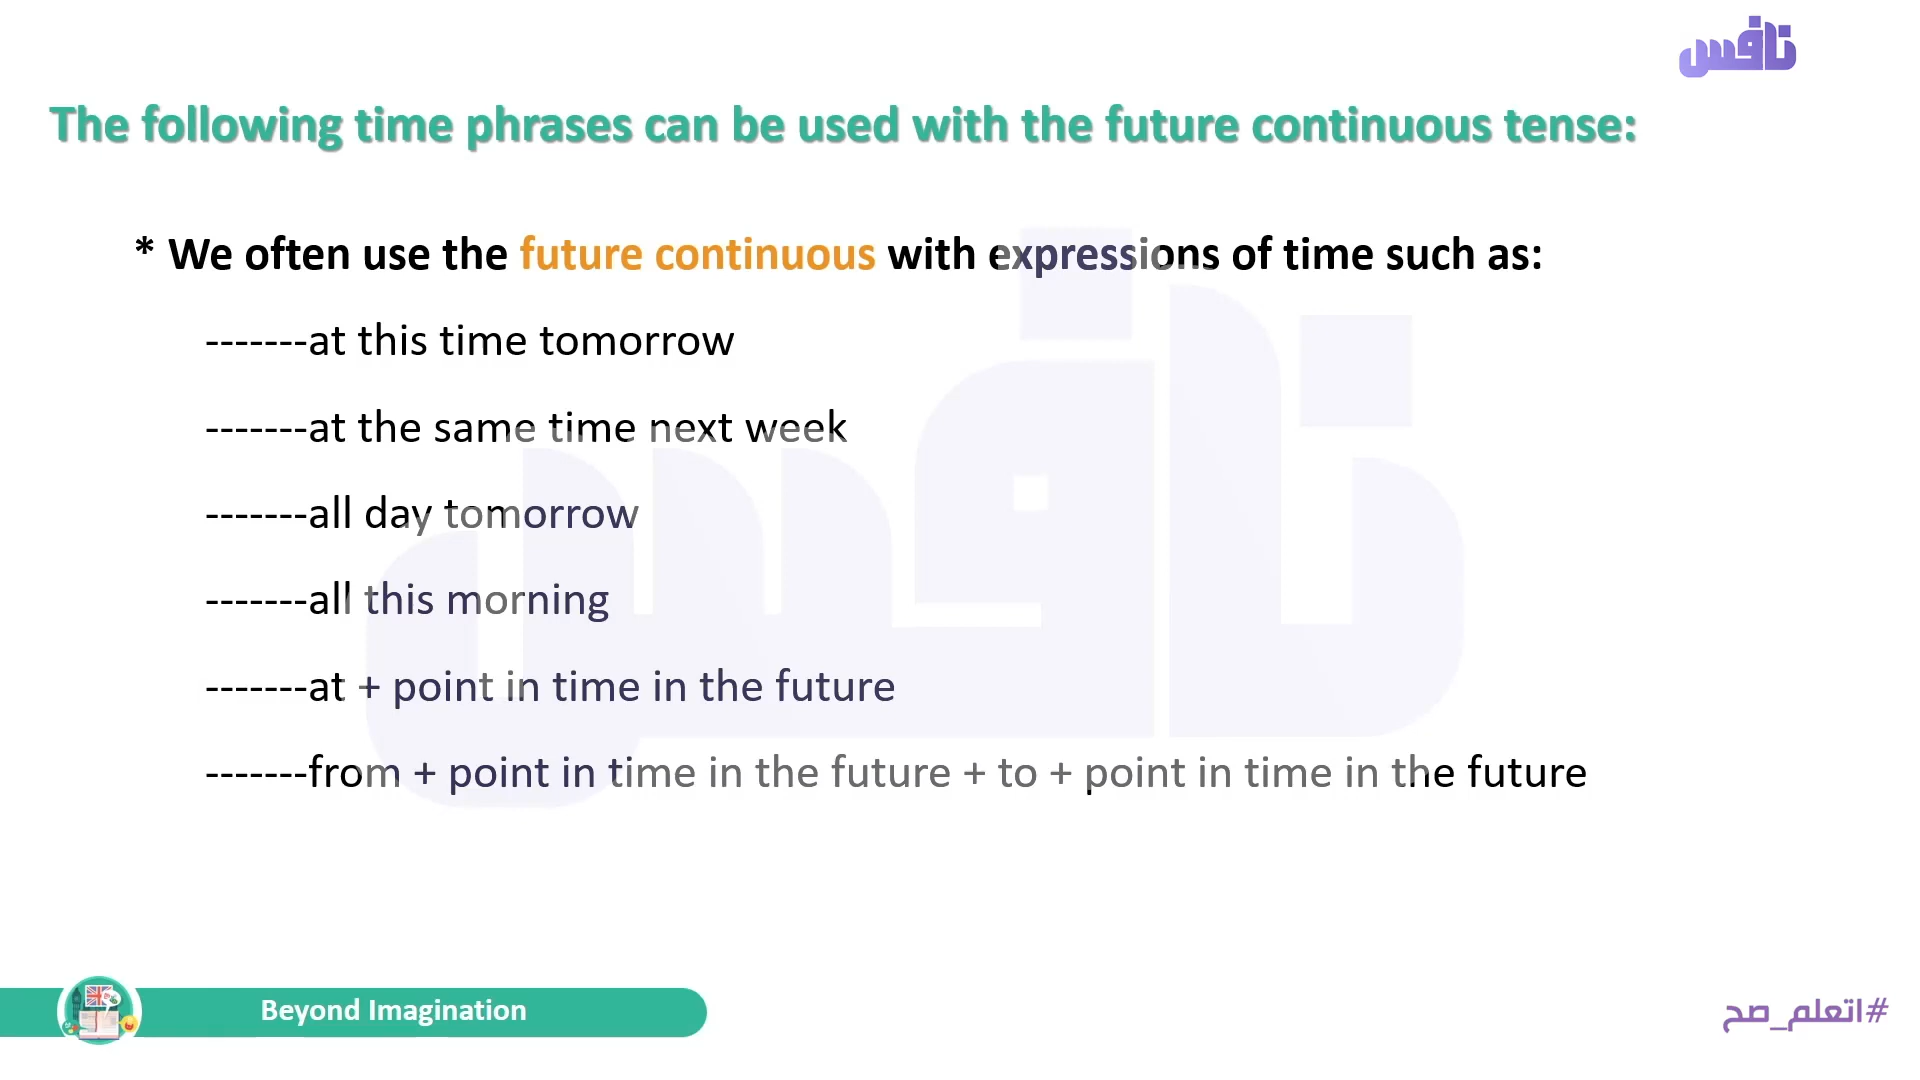 نافس
The following time phrases can be used with the future continuous tense:
* We often use the future continuous with expressions of time such as:
-------at this time tomorrow
-------at the same time next week
-------all day tomorrow
-------all this morning
-------at + point in time in the future
-------from + point in time in the future + to + point in time in the future
نافس
Beyond Imagination
#اتعلم_صح